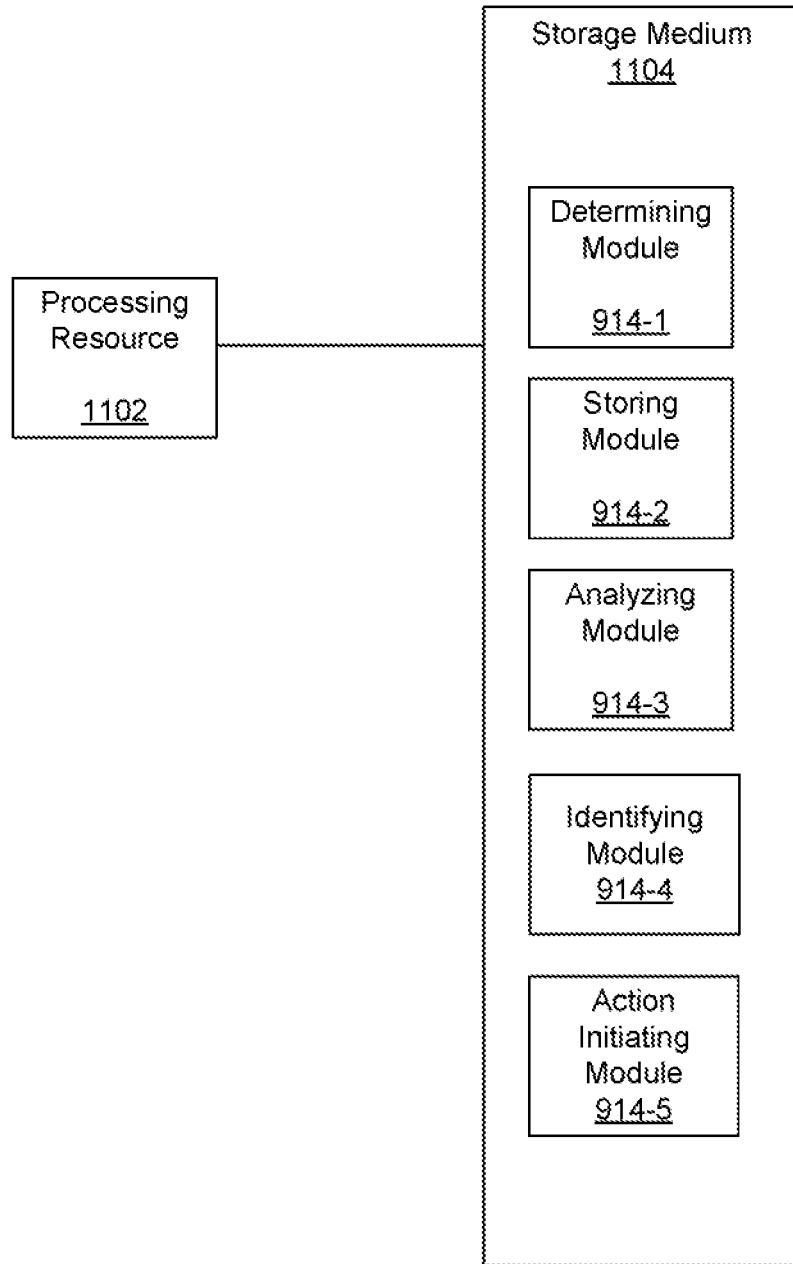 Storage Medium
1104
Determining
Module
914-1
Processing
Resource
1102
Storing
Module
914-2
Analyzing
Module
914-3
Identifying
Module
914-4
Action
Initiating
Module
914-5